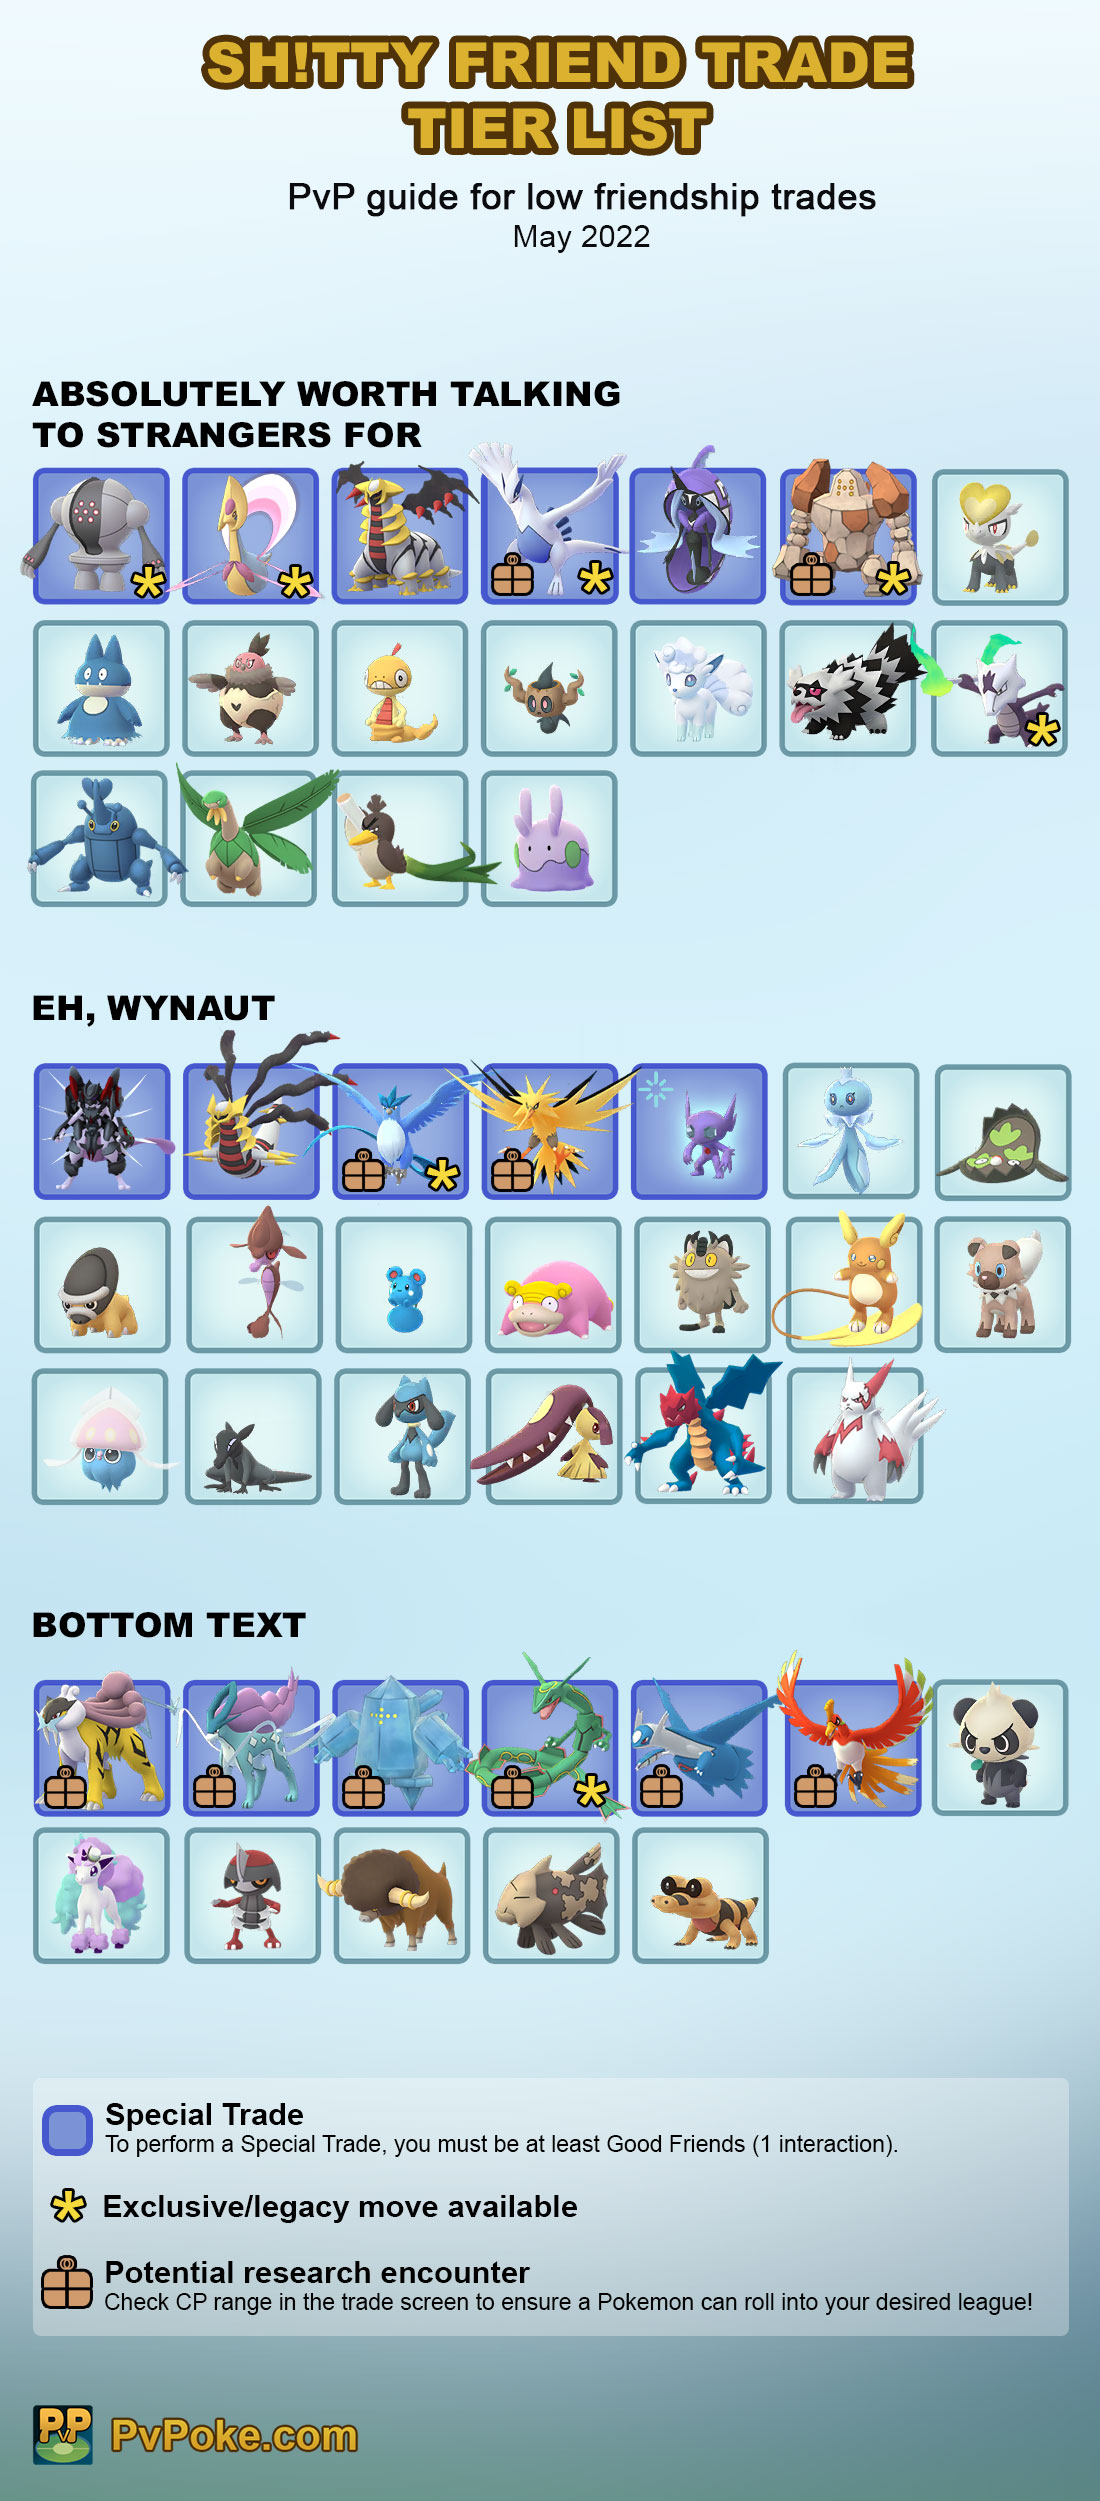 SH!TTY FRIEND TRADE
TIER LIST
PvP guide for low friendship trades
May 2022
ABSOLUTELY WORTH TALKING
TO STRANGERS FOR
EH, WYNAUT
BOTTOM TEXT
Special Trade
To perform a Special Trade, you must be at least Good Friends (1 interaction).
Exclusive/legacy move available
Potential research encounter
Check CP range in the trade screen to ensure a Pokemon can roll into your desired league!
PvP PvPoke.com